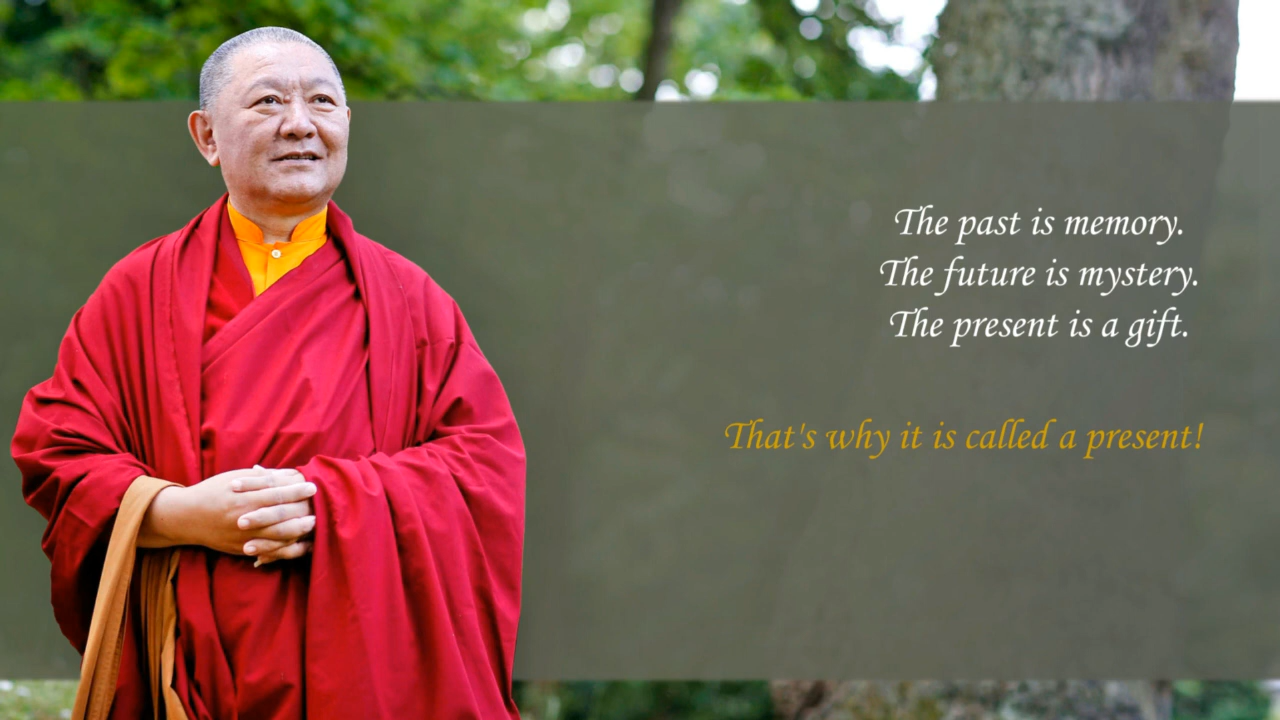 The past is memory.
The future is mystery.
The present is a gift.
That's why it is called a present!